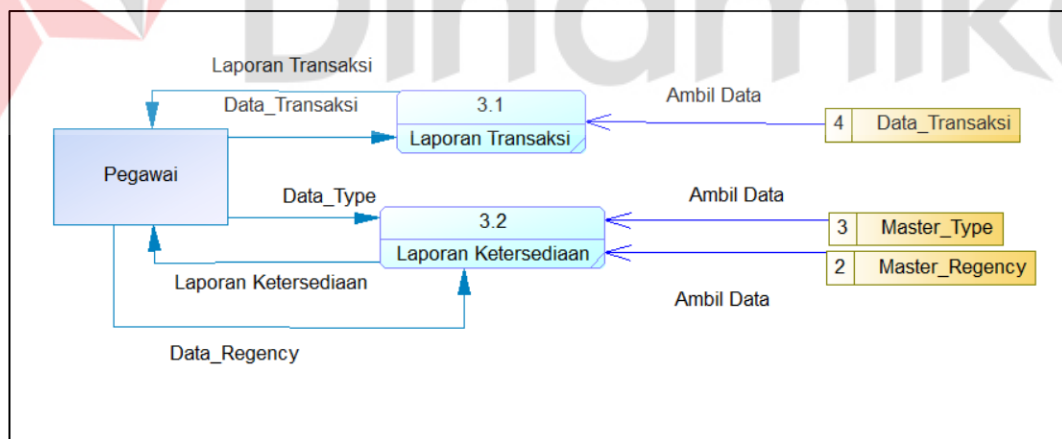 Dinamika
Laporan Transaksi
Data_Transaksi
3.1
Laporan Transaksi
Ambil Data
4 Data_Transaksi
Pegawai
Data_Type
3.2
Laporan Ketersediaan
Ambil Data
3 Master_Type
2 Master_Regency
Laporan Ketersediaan
Ambil Data
Data_Regency